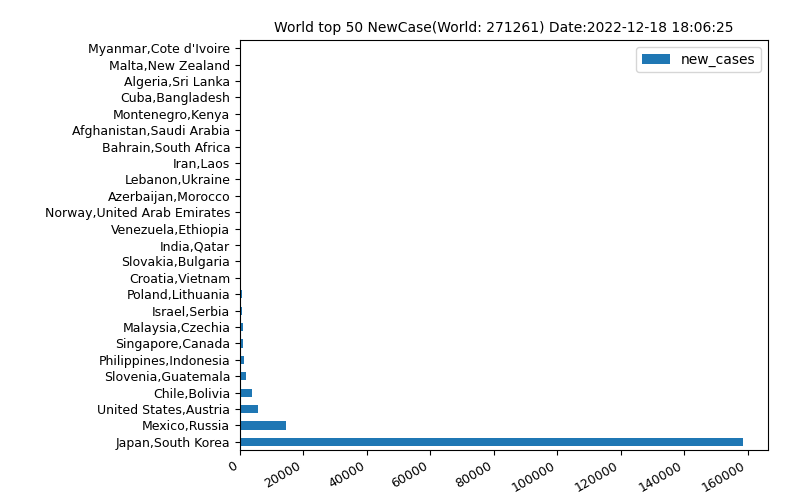 World top 50 NewCase(World: 271261) Date:2022-12-18 18:06:25
new_cases
Myanmar,Cote d'Ivoire
Malta,New Zealand
Algeria,Sri Lanka
Cuba,Bangladesh
Montenegro,Kenya
Afghanistan,Saudi Arabia
Bahrain,South Africa
Iran,Laos
Lebanon,Ukraine
Azerbaijan,Morocco
Norway,United Arab Emirates
Venezuela,Ethiopia
India,Qatar
Slovakia,Bulgaria
Croatia,Vietnam
Poland,Lithuania
Israel,Serbia
Malaysia,Czechia
Singapore,Canada
Philippines,Indonesia
Slovenia,Guatemala
Chile,Bolivia
United States,Austria
Mexico,Russia
Japan,South Korea
0 20000 40000 60000 80000 100000 120000 140000 160000